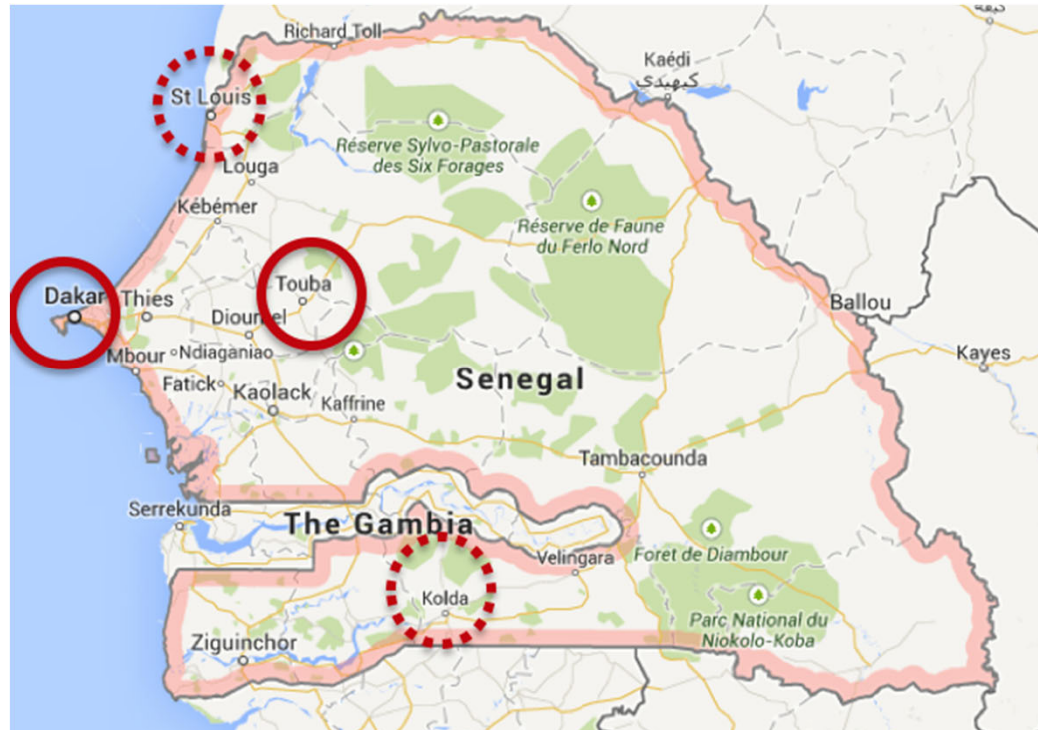 Richard Toll
Kaédi
كيهيدي
St Louis
Réserve Sylvo-Pastorale
des Six Forages
Louga
Kébémer
Réserve de Faune
du Ferlo Nord
Touba
Dakar
Thies
Diourbel
Ballou
Mbour
Ndiaganiao
Kayes
Fatick
Kaolack
Kaffrine
Senegal
Tambacounda
Serrekunda
The Gambia
Velingara
Foret de Diambour
Kolda
Parc National du
Niokolo-Koba
Ziguinchor